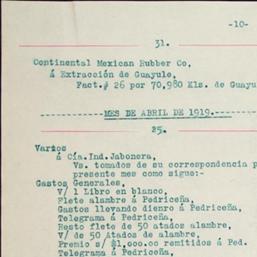 -10-
31.
Continental Mexican Rubber Co,
á Extracción de Guayule,
Fact.# 26 por 70,980 Kls. de Guayu
MES DE ABRIL DE 1919.
25.
Varios
á Cía.Ind.Jabonera,
Vs. tomados de su correspondencia p
presente mes como sigue:-
Gastos Generales,
V/ 1 Libro en blanco,
Flete alambre á Pedriceña,
Gastos llevando dienro á Pedriceña,
Telegrama á Pedriceña,
Resto flete de 50 atados alambre,
V/ de 50 Atados de alambre,
Premio s/ $1,000.00 remitidos á Ped.
Telegrama á Pedriceña,